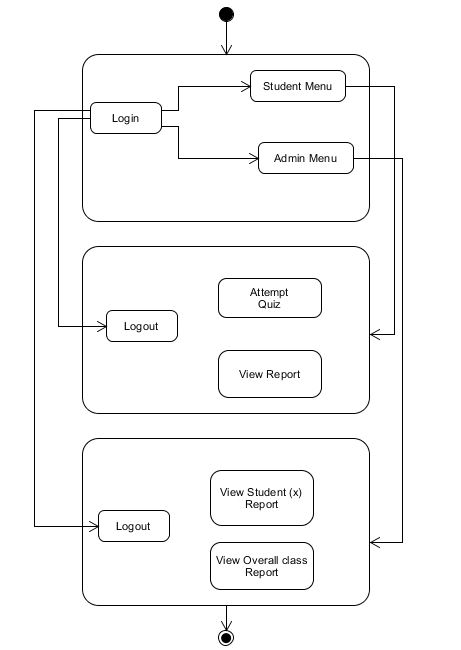 Student Menu
Login
Admin Menu
Attempt
Quiz
Logout
View Report
View Student (x)
Report
Logout
View Overall class
Report